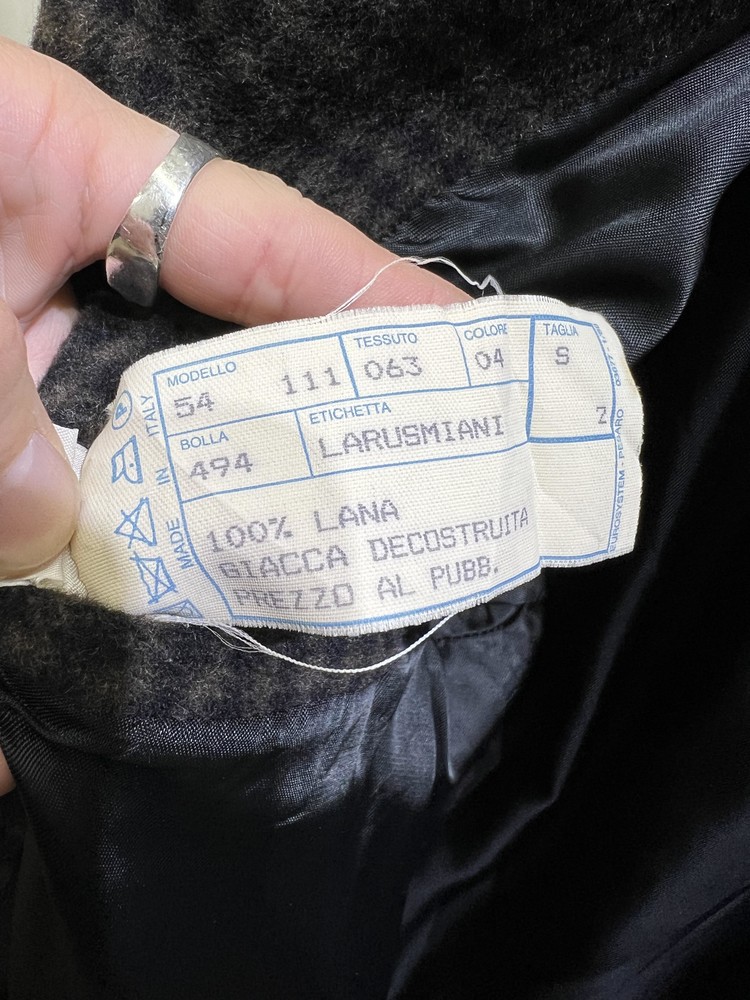 MODELLO
54 111
TESSUTO
063
COLORE
04
TAGLIA
S
Z
BOLLA
494
ETICHETTA
LARUSMIANI
100% LANA
GIACCA DECOSTRUITA
PREZZO AL PUBB.
MADE IN ITALY
P
EUROSYSTEM - PESARO